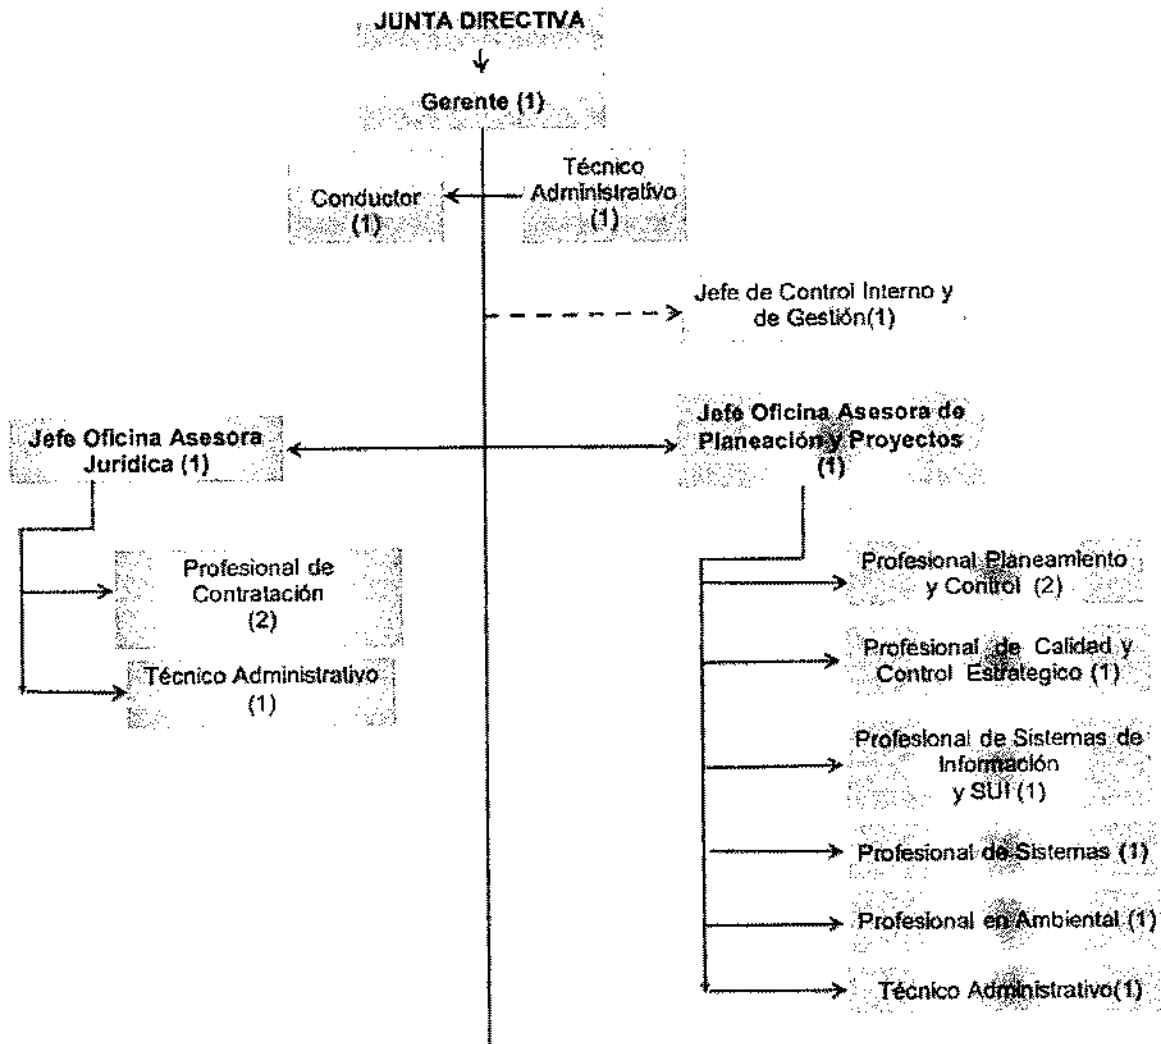 JUNTA DIRECTIVA
Gerente (1)
Conductor
(1)
Técnico
Administrativo
(1)
Jefe de Control Interno y
de Gestión(1)
Jefe Oficina Asesora
Jurídica (1)
Jefe Oficina Asesora de
Planeación y Proyectos
(1)
Profesional de
Contratación
(2)
Técnico Administrativo
(1)
Profesional Planeamiento
y Control (2)
Profesional de Calidad y
Control Estrategico (1)
Profesional de Sistemas de
Información
y SUI (1)
Profesional de Sistemas (1)
Profesional en Ambiental (1)
Técnico Administrativo(1)